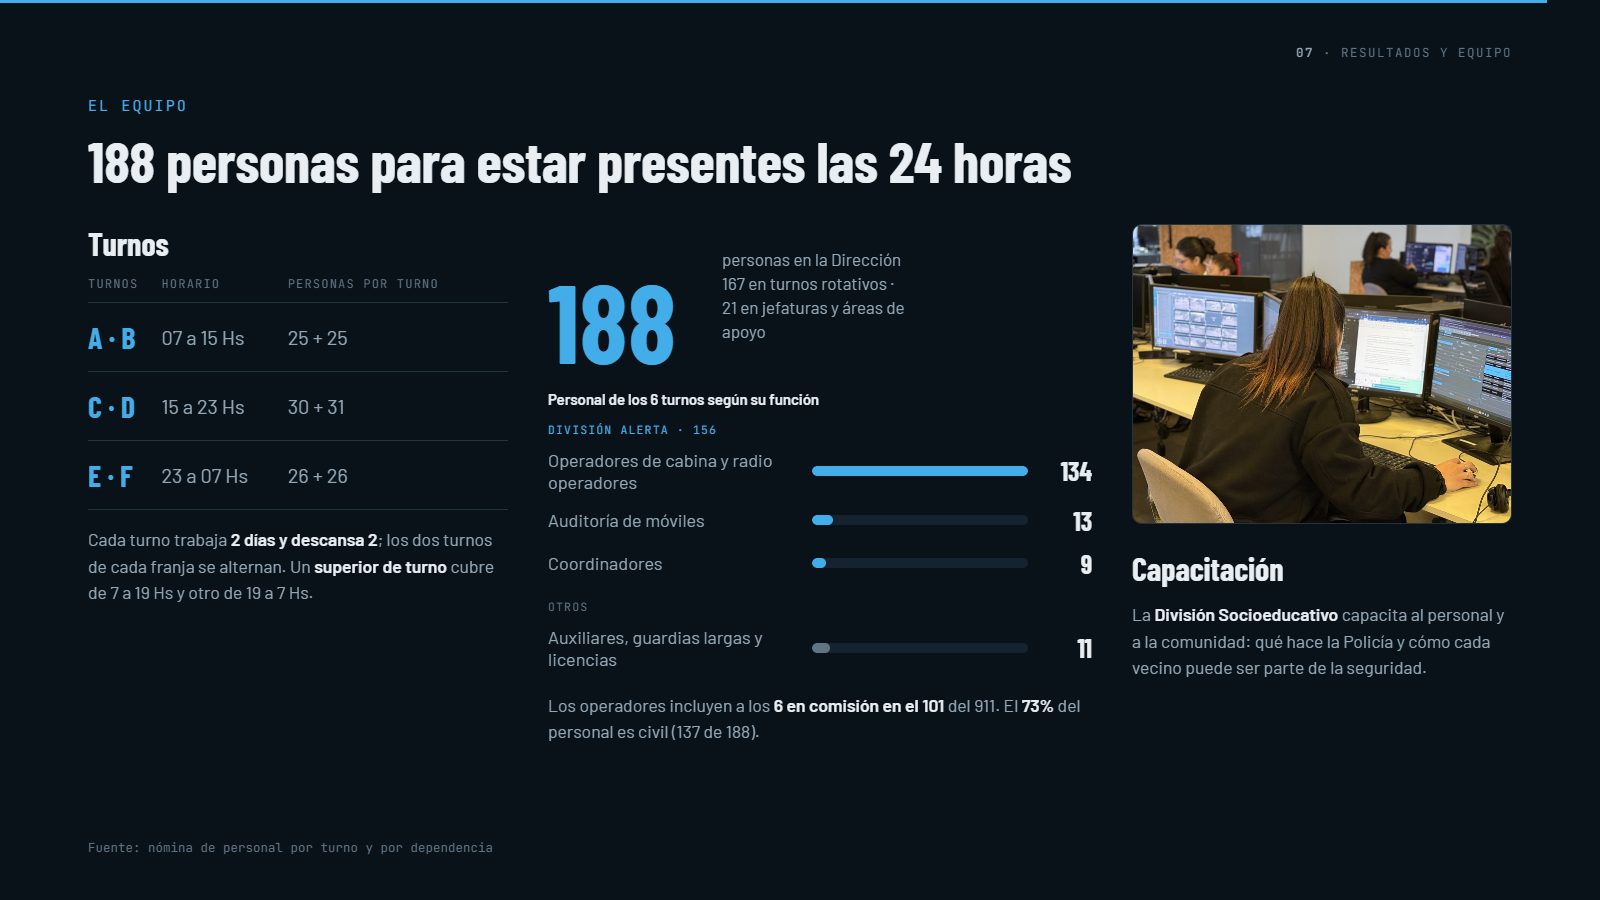 07 · RESULTADOS Y EQUIPO
EL EQUIPO
188 personas para estar presentes las 24 horas
Turnos
TURNOS HORARIO PERSONAS POR TURNO
A · B 07 a 15 Hs 25 + 25
C · D 15 a 23 Hs 30 + 31
E · F 23 a 07 Hs 26 + 26
Cada turno trabaja 2 días y descansa 2; los dos turnos
de cada franja se alternan. Un superior de turno cubre
de 7 a 19 Hs y otro de 19 a 7 Hs.
188
personas en la Dirección
167 en turnos rotativos ·
21 en jefaturas y áreas de
apoyo
Personal de los 6 turnos según su función
DIVISIÓN ALERTA · 156
Operadores de cabina y radio
operadores
134
Auditoría de móviles 13
Coordinadores 9
OTROS
Auxiliares, guardias largas y
licencias
11
Los operadores incluyen a los 6 en comisión en el 101 del 911. El 73% del
personal es civil (137 de 188).
Capacitación
La División Socioeducativo capacita al personal y
a la comunidad: qué hace la Policía y cómo cada
vecino puede ser parte de la seguridad.
Fuente: nómina de personal por turno y por dependencia